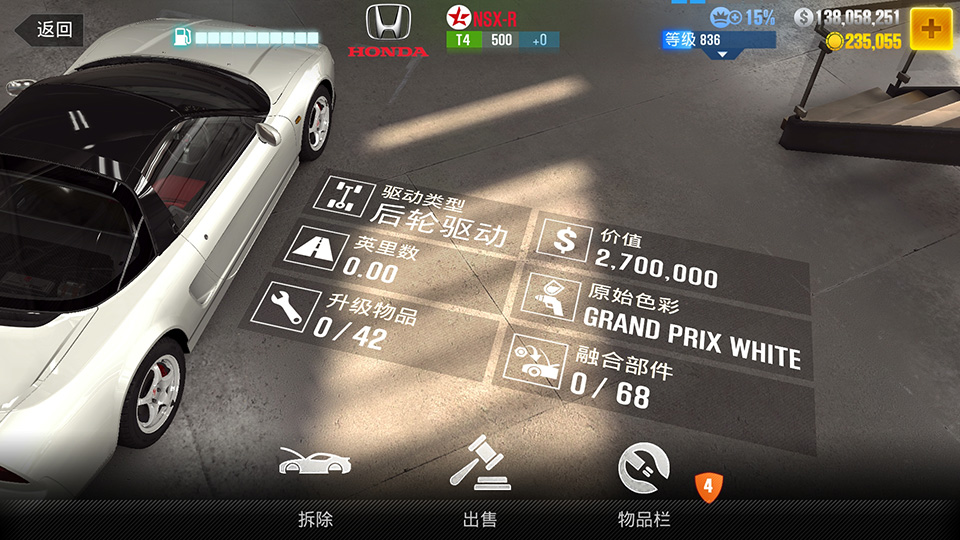 返回
HONDA
NSX-R
T4 500 +0
15%
等级 836
138,058,251
235,055
驱动类型
后轮驱动
英里数
0.00
升级物品
0 / 42
价值
2,700,000
原始色彩
GRAND PRIX WHITE
融合部件
0 / 68
拆除
出售
物品栏
4